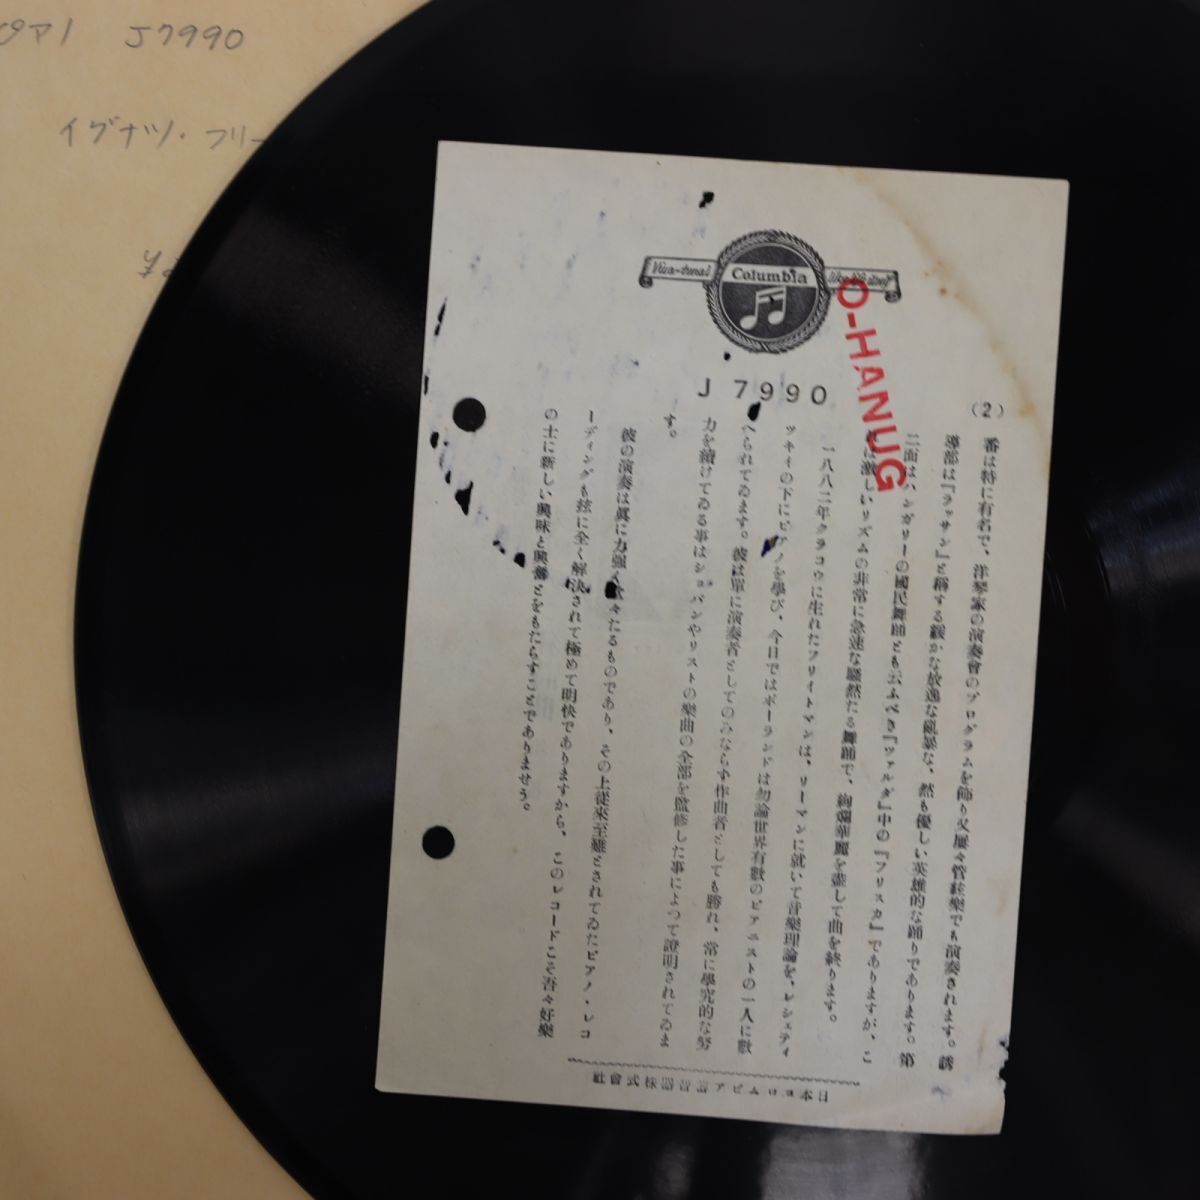 ピアノ J7990
イグナツ・フリー
Viva-tonal
Columbia
J 7990
O-HANUG
(2)
番は特に有名で、洋琴家の演奏會のプログラムを飾り又屢々管絃樂でも演奏されます。誘
導部は『ラッサン』と稱する緩かな放逸な亂暴な、然も優しい英雄的な踊りであります。第
二面はハンガリーの國民舞踊とも云ふべき『ツァルダ』中の『フリスカ』でありますが、こ
は激しいリズムの非常に急速な騷然たる舞踊で、絢爛華麗を盡して曲を終ります。
一八八二年クラコウに生れたフリートマンは、リーマンに就いて音樂理論を、レシェティ
ツキイの下にピアノを學び、今日ではポーランドは勿論世界有數のピアニストの一人に數
へられてゐます。彼は單に演奏者としてのみならず作曲者としても勝れ、常に學究的な努
力を續けてゐる事はショパンやリストの樂曲の全部を監修した事によつて證明されてゐま
す。
彼の演奏は眞に力强く堂々たるものであり、その上從來至難とされてゐたピアノ・レコ
ーディングも玆に全く解決されて極めて明快でありますから、このレコードこそ吾々好樂
の士に新しい興味と興奮とをもたらすことでありませう。
日本コロムビア蓄音器株式會社